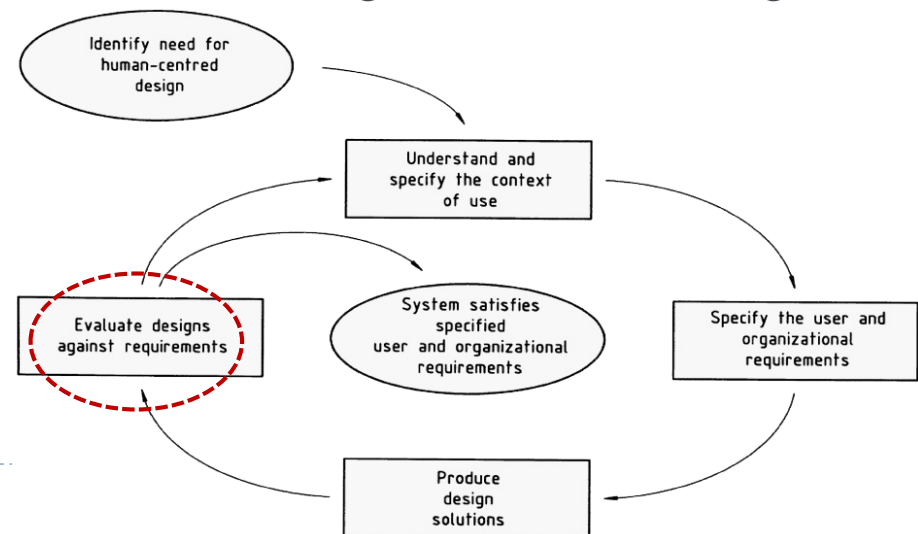 Identify need for
human-centred
design
Understand and
specify the context
of use
Evaluate designs
against requirements
System satisfies
specified
user and organizational
requirements
Specify the user and
organizational
requirements
Produce
design
solutions